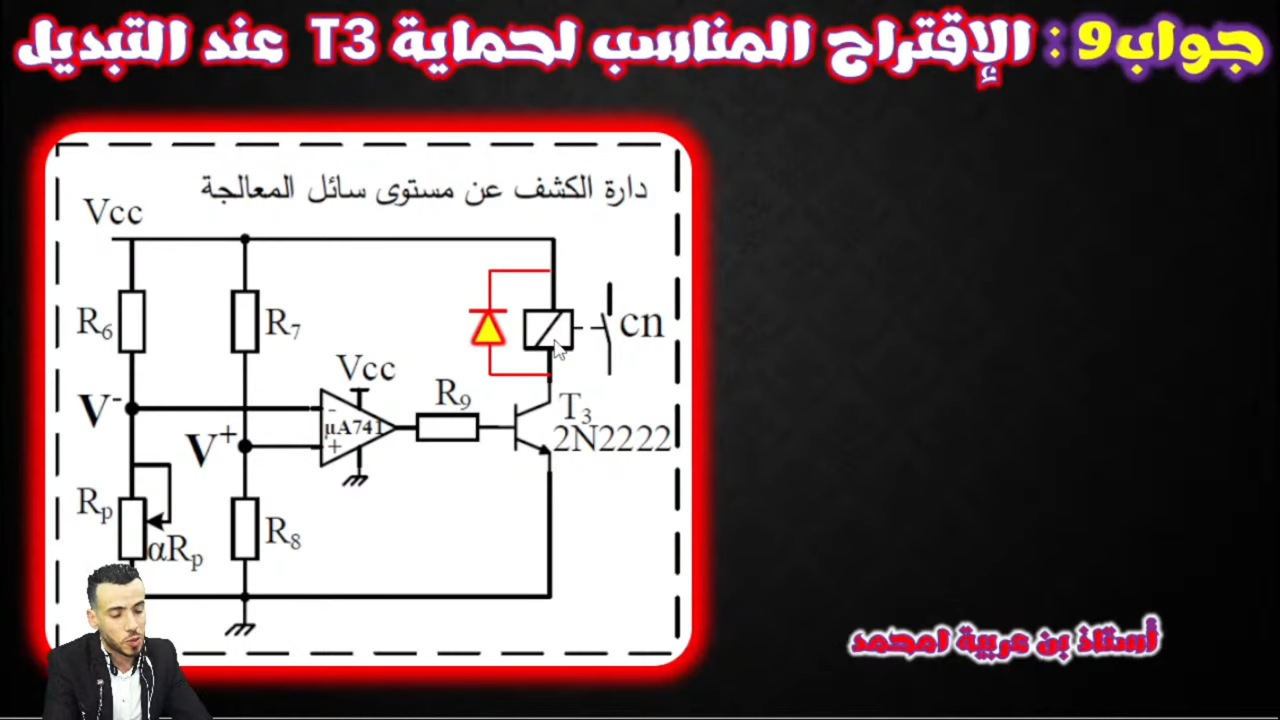 جواب9 : الإقتراح المناسب لحماية T3 عند التبديل
دارة الكشف عن مستوى سائل المعالجة
Vcc
R6
R7
cn
Vcc
V-
R9
T3
-
µA741
V+
+
2N2222
Rp
R8
αRp
أستاذ بن عربية امحمد